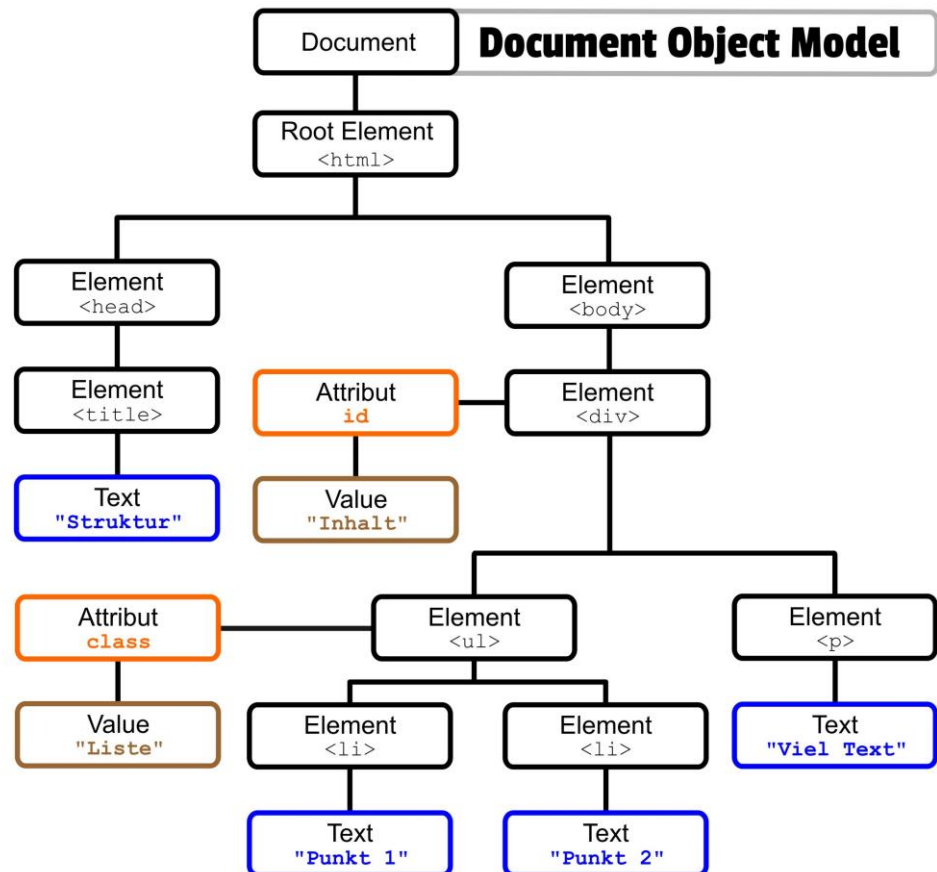 Document
Document Object Model
Root Element
<html>
Element
<head>
Element
<body>
Element
<title>
Attribut
id
Element
<div>
Text
"Struktur"
Value
"Inhalt"
Attribut
class
Element
<ul>
Element
<p>
Value
"Liste"
Element
<li>
Element
<li>
Text
"Viel Text"
Text
"Punkt 1"
Text
"Punkt 2"